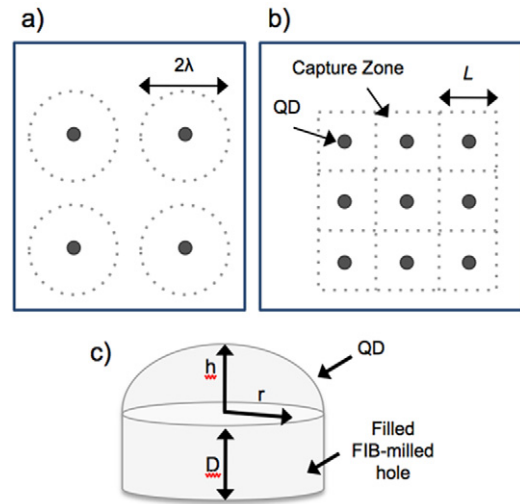 a)
2λ
b)
Capture Zone
L
QD
c)
h
r
D
QD
Filled
FIB-milled
hole